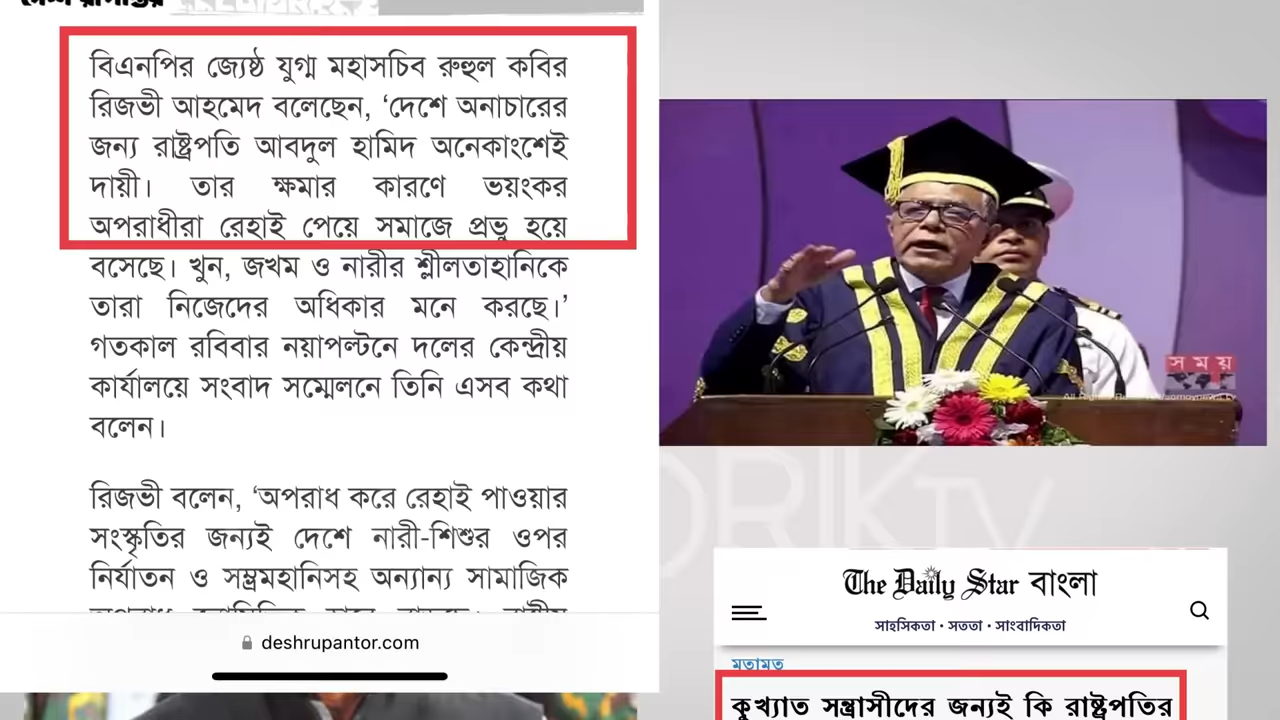 বিএনপির জ্যেষ্ঠ যুগ্ম মহাসচিব রুহুল কবির
রিজভী আহমেদ বলেছেন, ‘দেশে অনাচারের
জন্য রাষ্ট্রপতি আবদুল হামিদ অনেকাংশেই
দায়ী। তার ক্ষমার কারণে ভয়ংকর
অপরাধীরা রেহাই পেয়ে সমাজে প্রভু হয়ে
বসেছে। খুন, জখম ও নারীর শ্লীলতাহানিকে
তারা নিজেদের অধিকার মনে করছে।’
গতকাল রবিবার নয়াপল্টনে দলের কেন্দ্রীয়
কার্যালয়ে সংবাদ সম্মেলনে তিনি এসব কথা
বলেন।
রিজভী বলেন, ‘অপরাধ করে রেহাই পাওয়ার
সংস্কৃতির জন্যই দেশে নারী-শিশুর ওপর
নির্যাতন ও সম্ভ্রমহানিসহ অন্যান্য সামাজিক
deshrupantor.com
সময়
The Daily Star বাংলা
সাহসিকতা • সততা • সাংবাদিকতা
মতামত
কুখ্যাত সন্ত্রাসীদের জন্যই কি রাষ্ট্রপতির